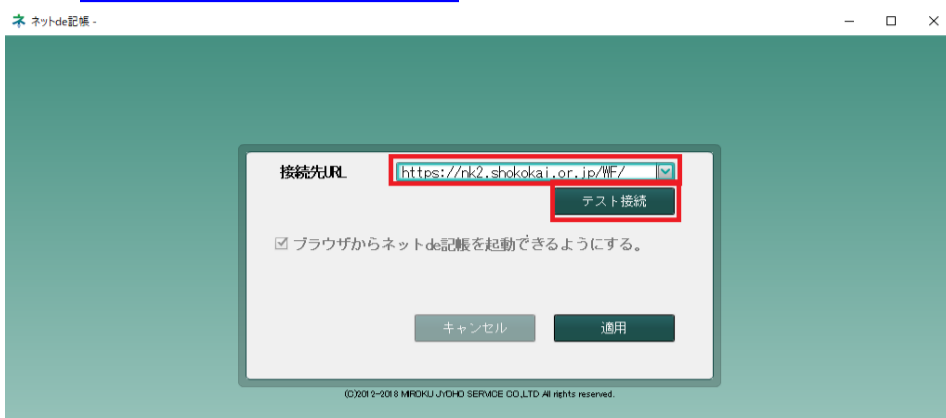 ネットde記帳 -
接続先URL https://nk2.shokokai.or.jp/WF/
テスト接続
ブラウザからネットde記帳を起動できるようにする。
キャンセル 適用
(C)2012-2018 MIROKU JYOHO SERVICE CO.,LTD All rights reserved.